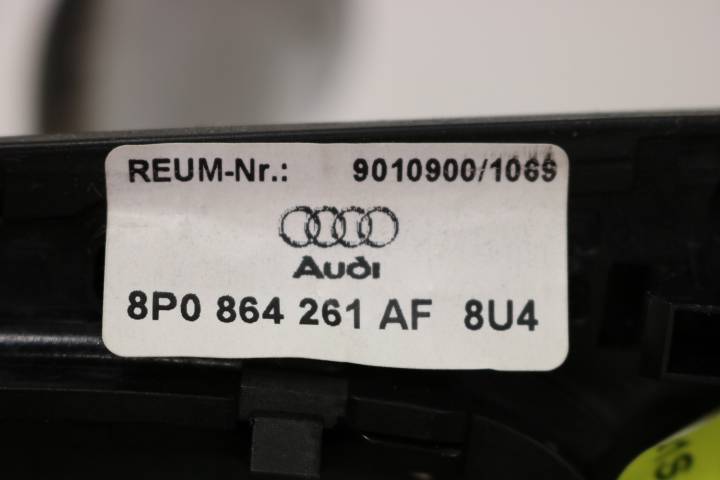 REUM-Nr.: 9010900/1069
Audi
8P0 864 261 AF 8U4